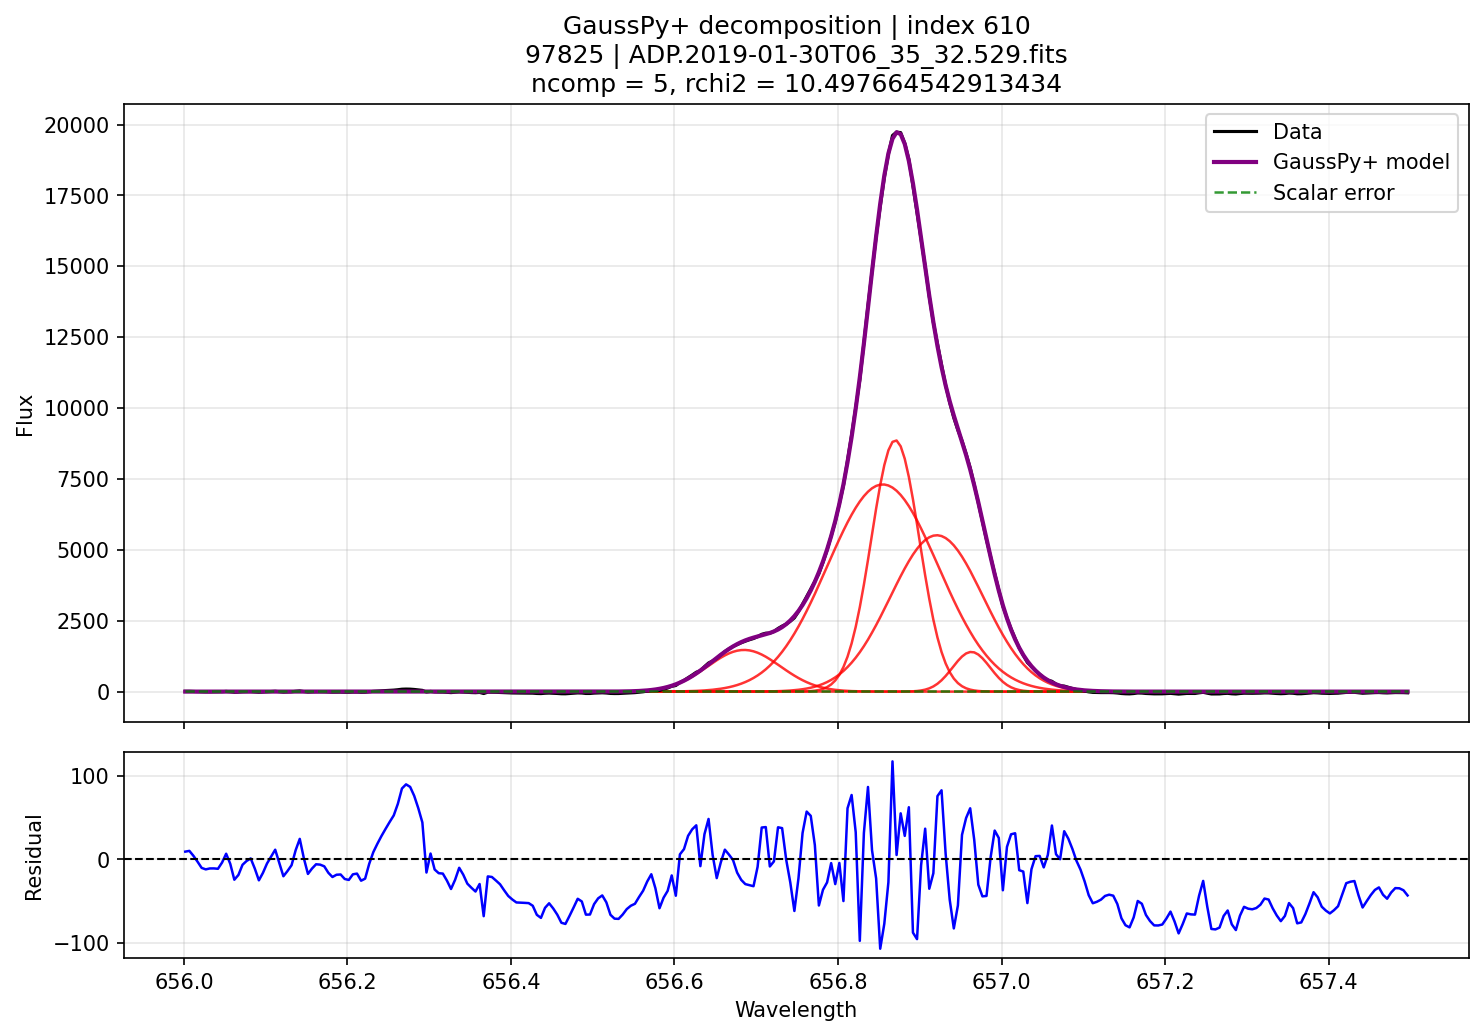 GaussPy+ decomposition | index 610
97825 | ADP.2019-01-30T06_35_32.529.fits
ncomp = 5, rchi2 = 10.497664542913434
Data
GaussPy+ model
Scalar error
Flux
20000
17500
15000
12500
10000
7500
5000
2500
0
Residual
100
0
−100
656.0
656.2
656.4
656.6
656.8
657.0
657.2
657.4
Wavelength